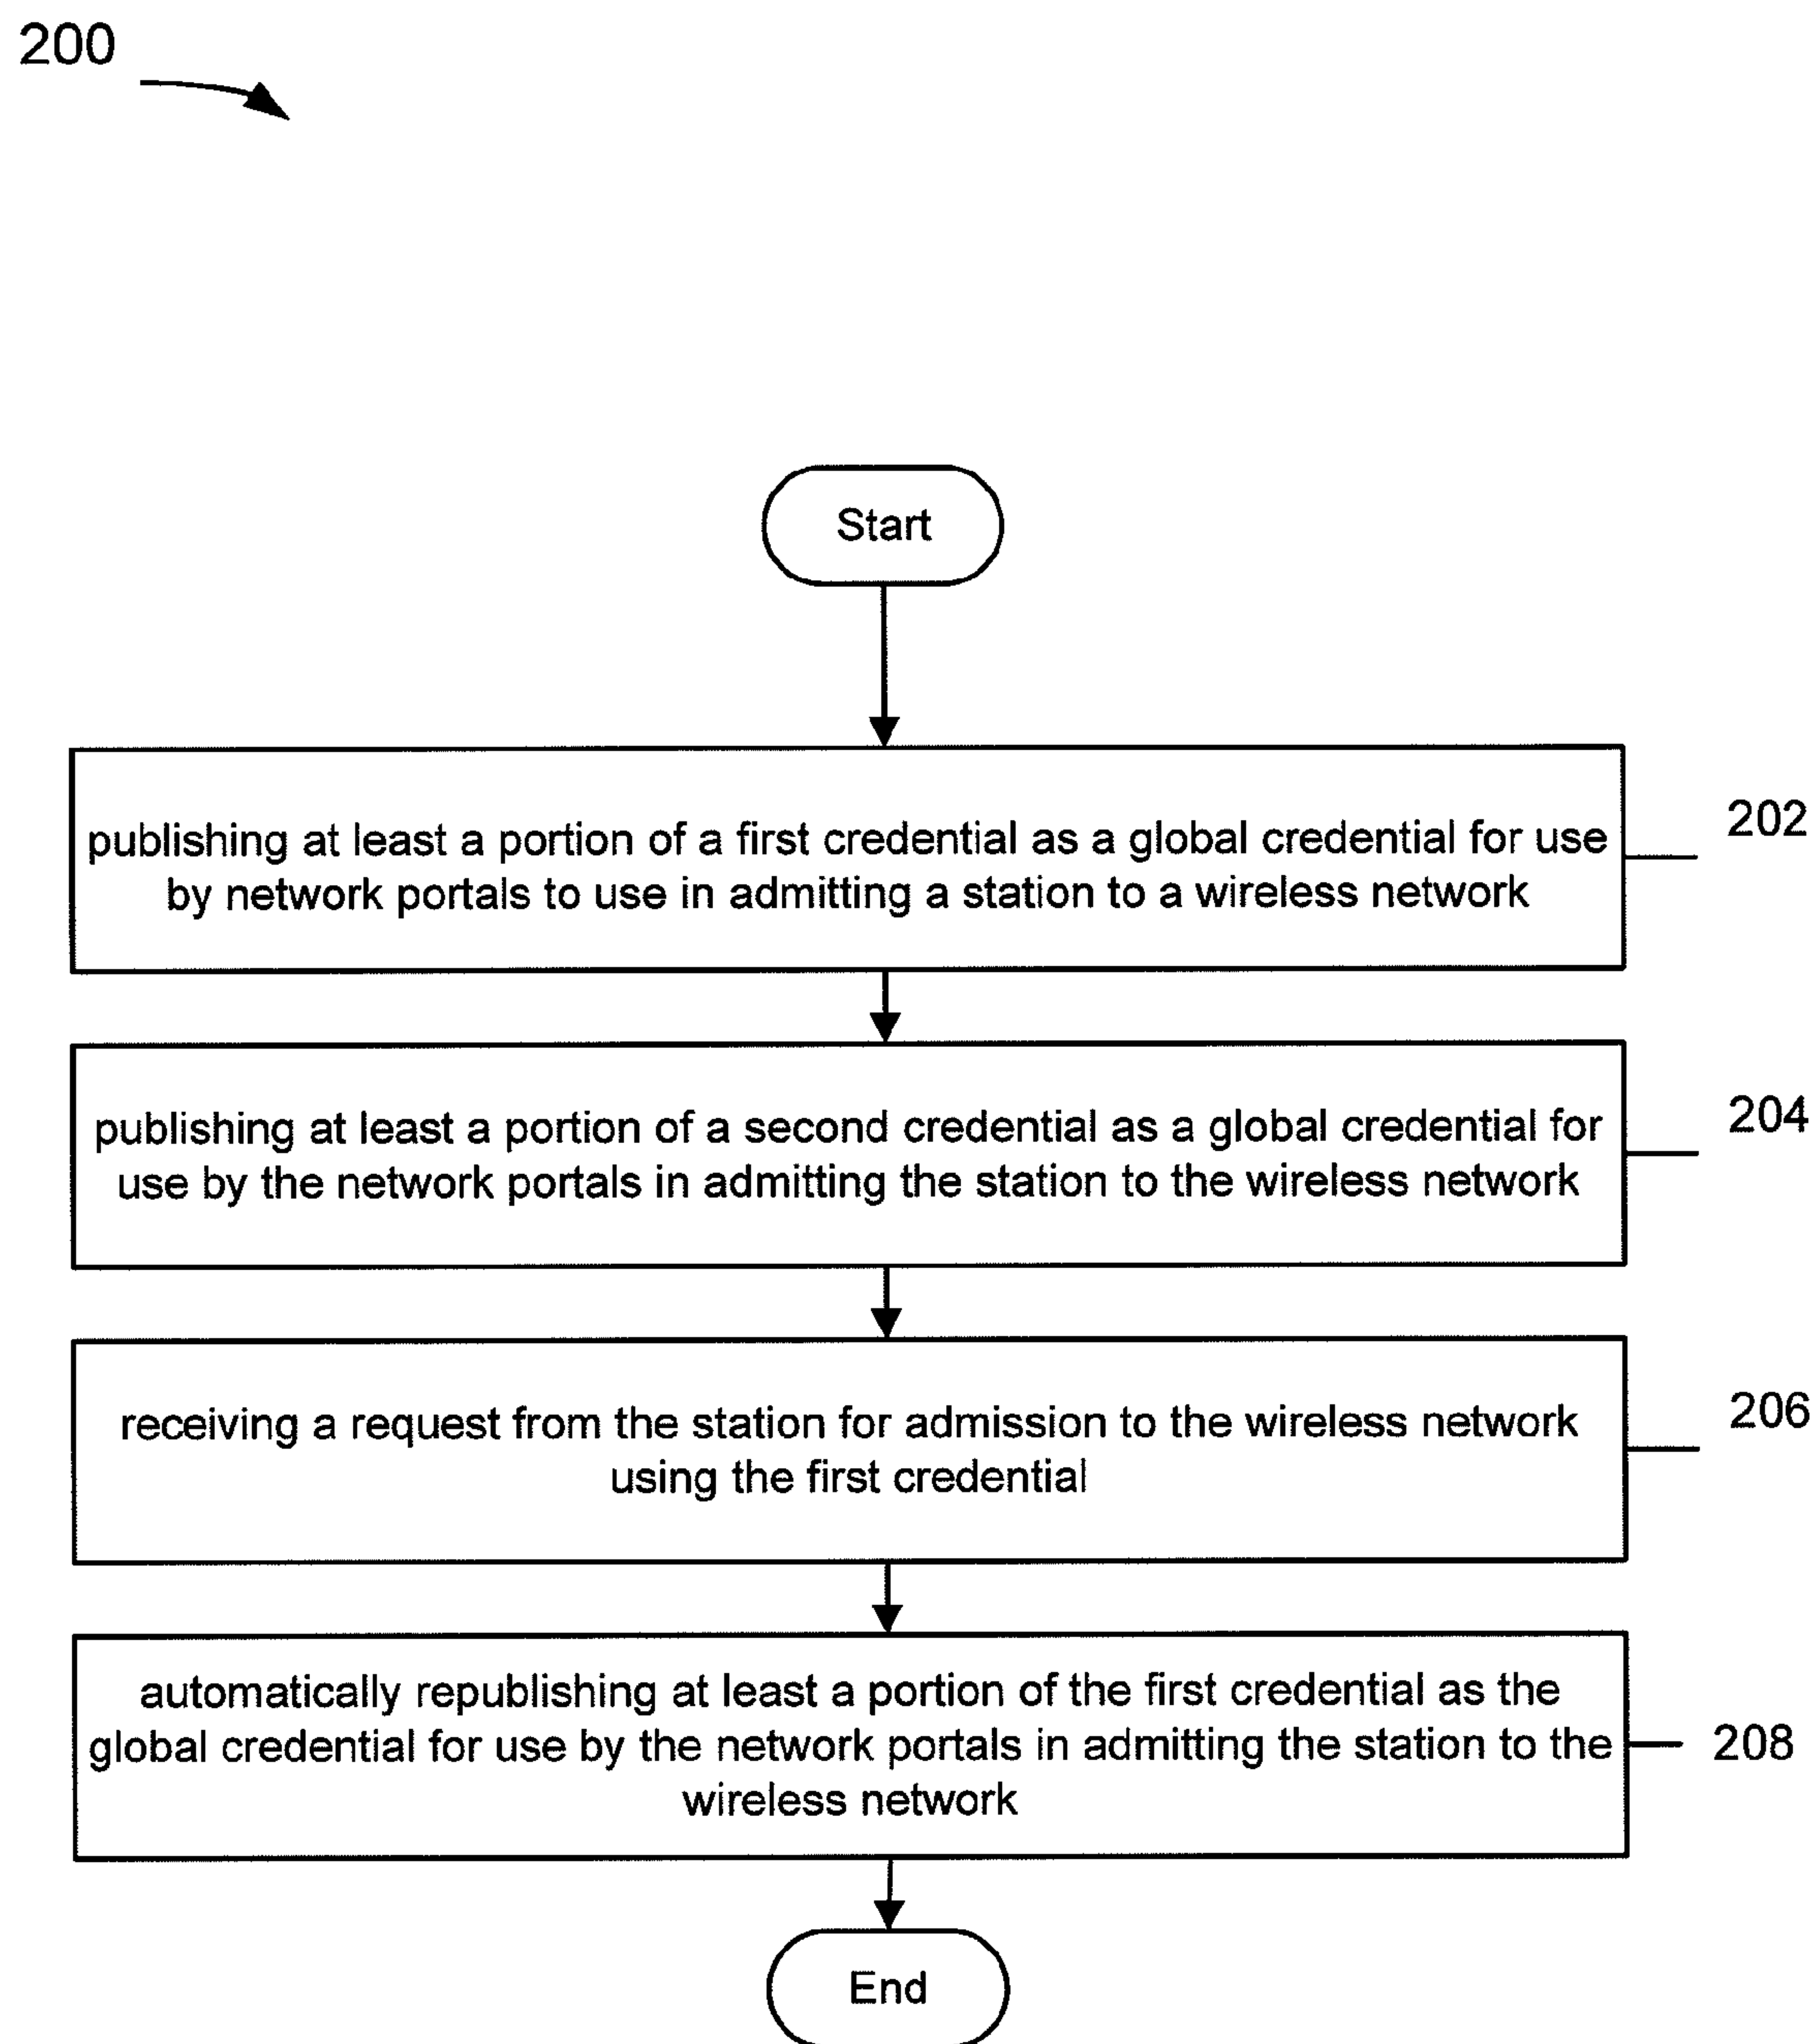 200
Start
publishing at least a portion of a first credential as a global credential for use
by network portals to use in admitting a station to a wireless network
202
publishing at least a portion of a second credential as a global credential for
use by the network portals in admitting the station to the wireless network
204
receiving a request from the station for admission to the wireless network
using the first credential
206
automatically republishing at least a portion of the first credential as the
global credential for use by the network portals in admitting the station to the
wireless network
208
End